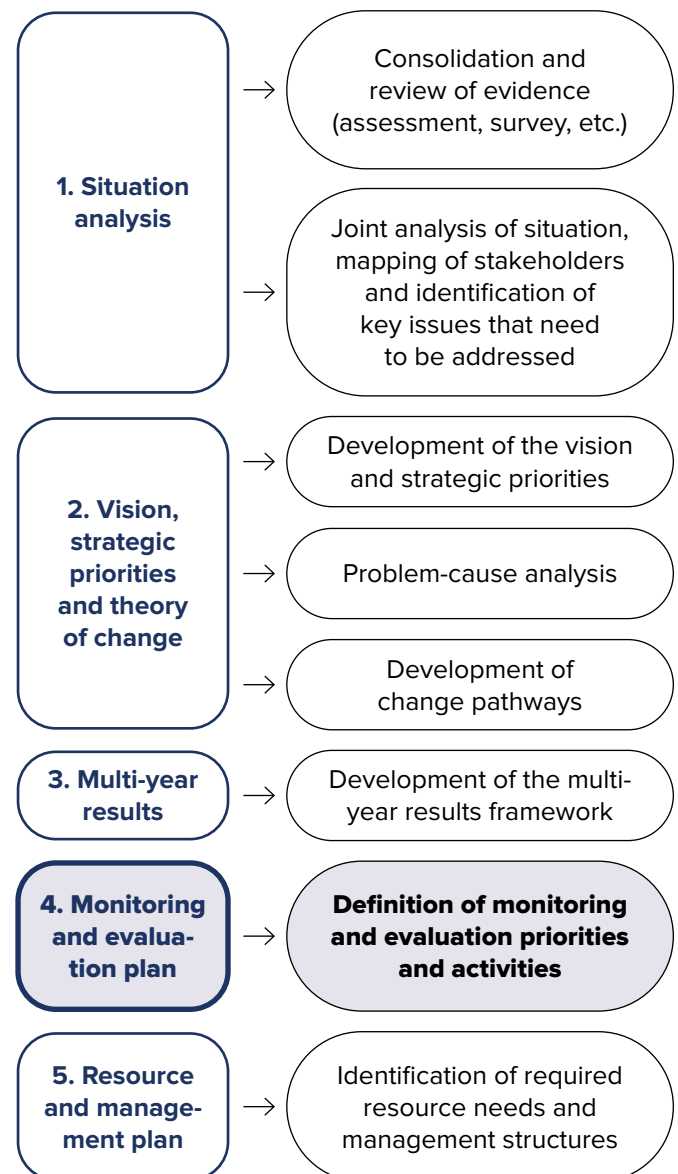 1. Situation
analysis
Consolidation and
review of evidence
(assessment, survey, etc.)
Joint analysis of situation,
mapping of stakeholders
and identification of
key issues that need
to be addressed
2. Vision,
strategic
priorities
and theory
of change
Development of the vision
and strategic priorities
Problem-cause analysis
Development of
change pathways
3. Multi-year
results
Development of the multi-
year results framework
4. Monitoring
and evalua-
tion plan
Definition of monitoring
and evaluation priorities
and activities
5. Resource
and manage-
ment plan
Identification of required
resource needs and
management structures